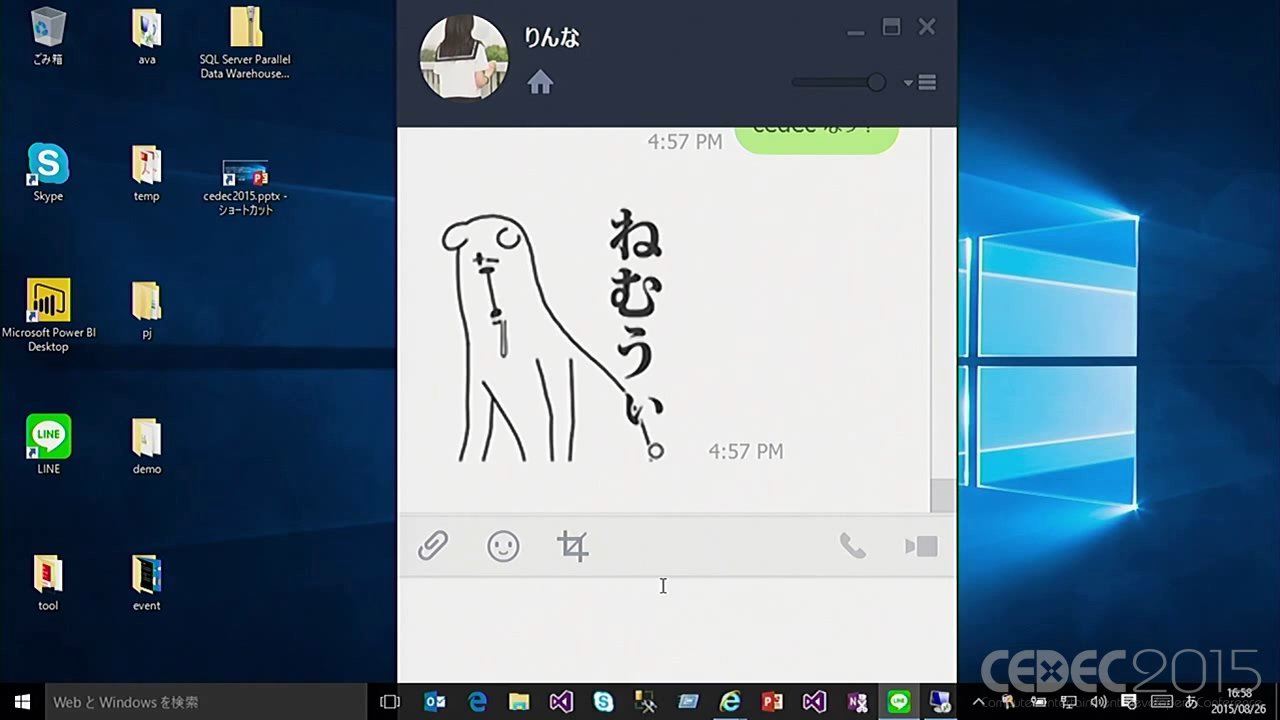 ごみ箱
ava
SQL Server Parallel
Data Warehouse...
Skype
temp
cedec2015.pptx -
ショートカット
Microsoft Power BI
Desktop
pj
LINE
LINE
demo
tool
event
りんな
4:57 PM
ねむうぃ。
4:57 PM
Web と Windows を検索
CEDEC2015
あ
16:58
2015/08/26